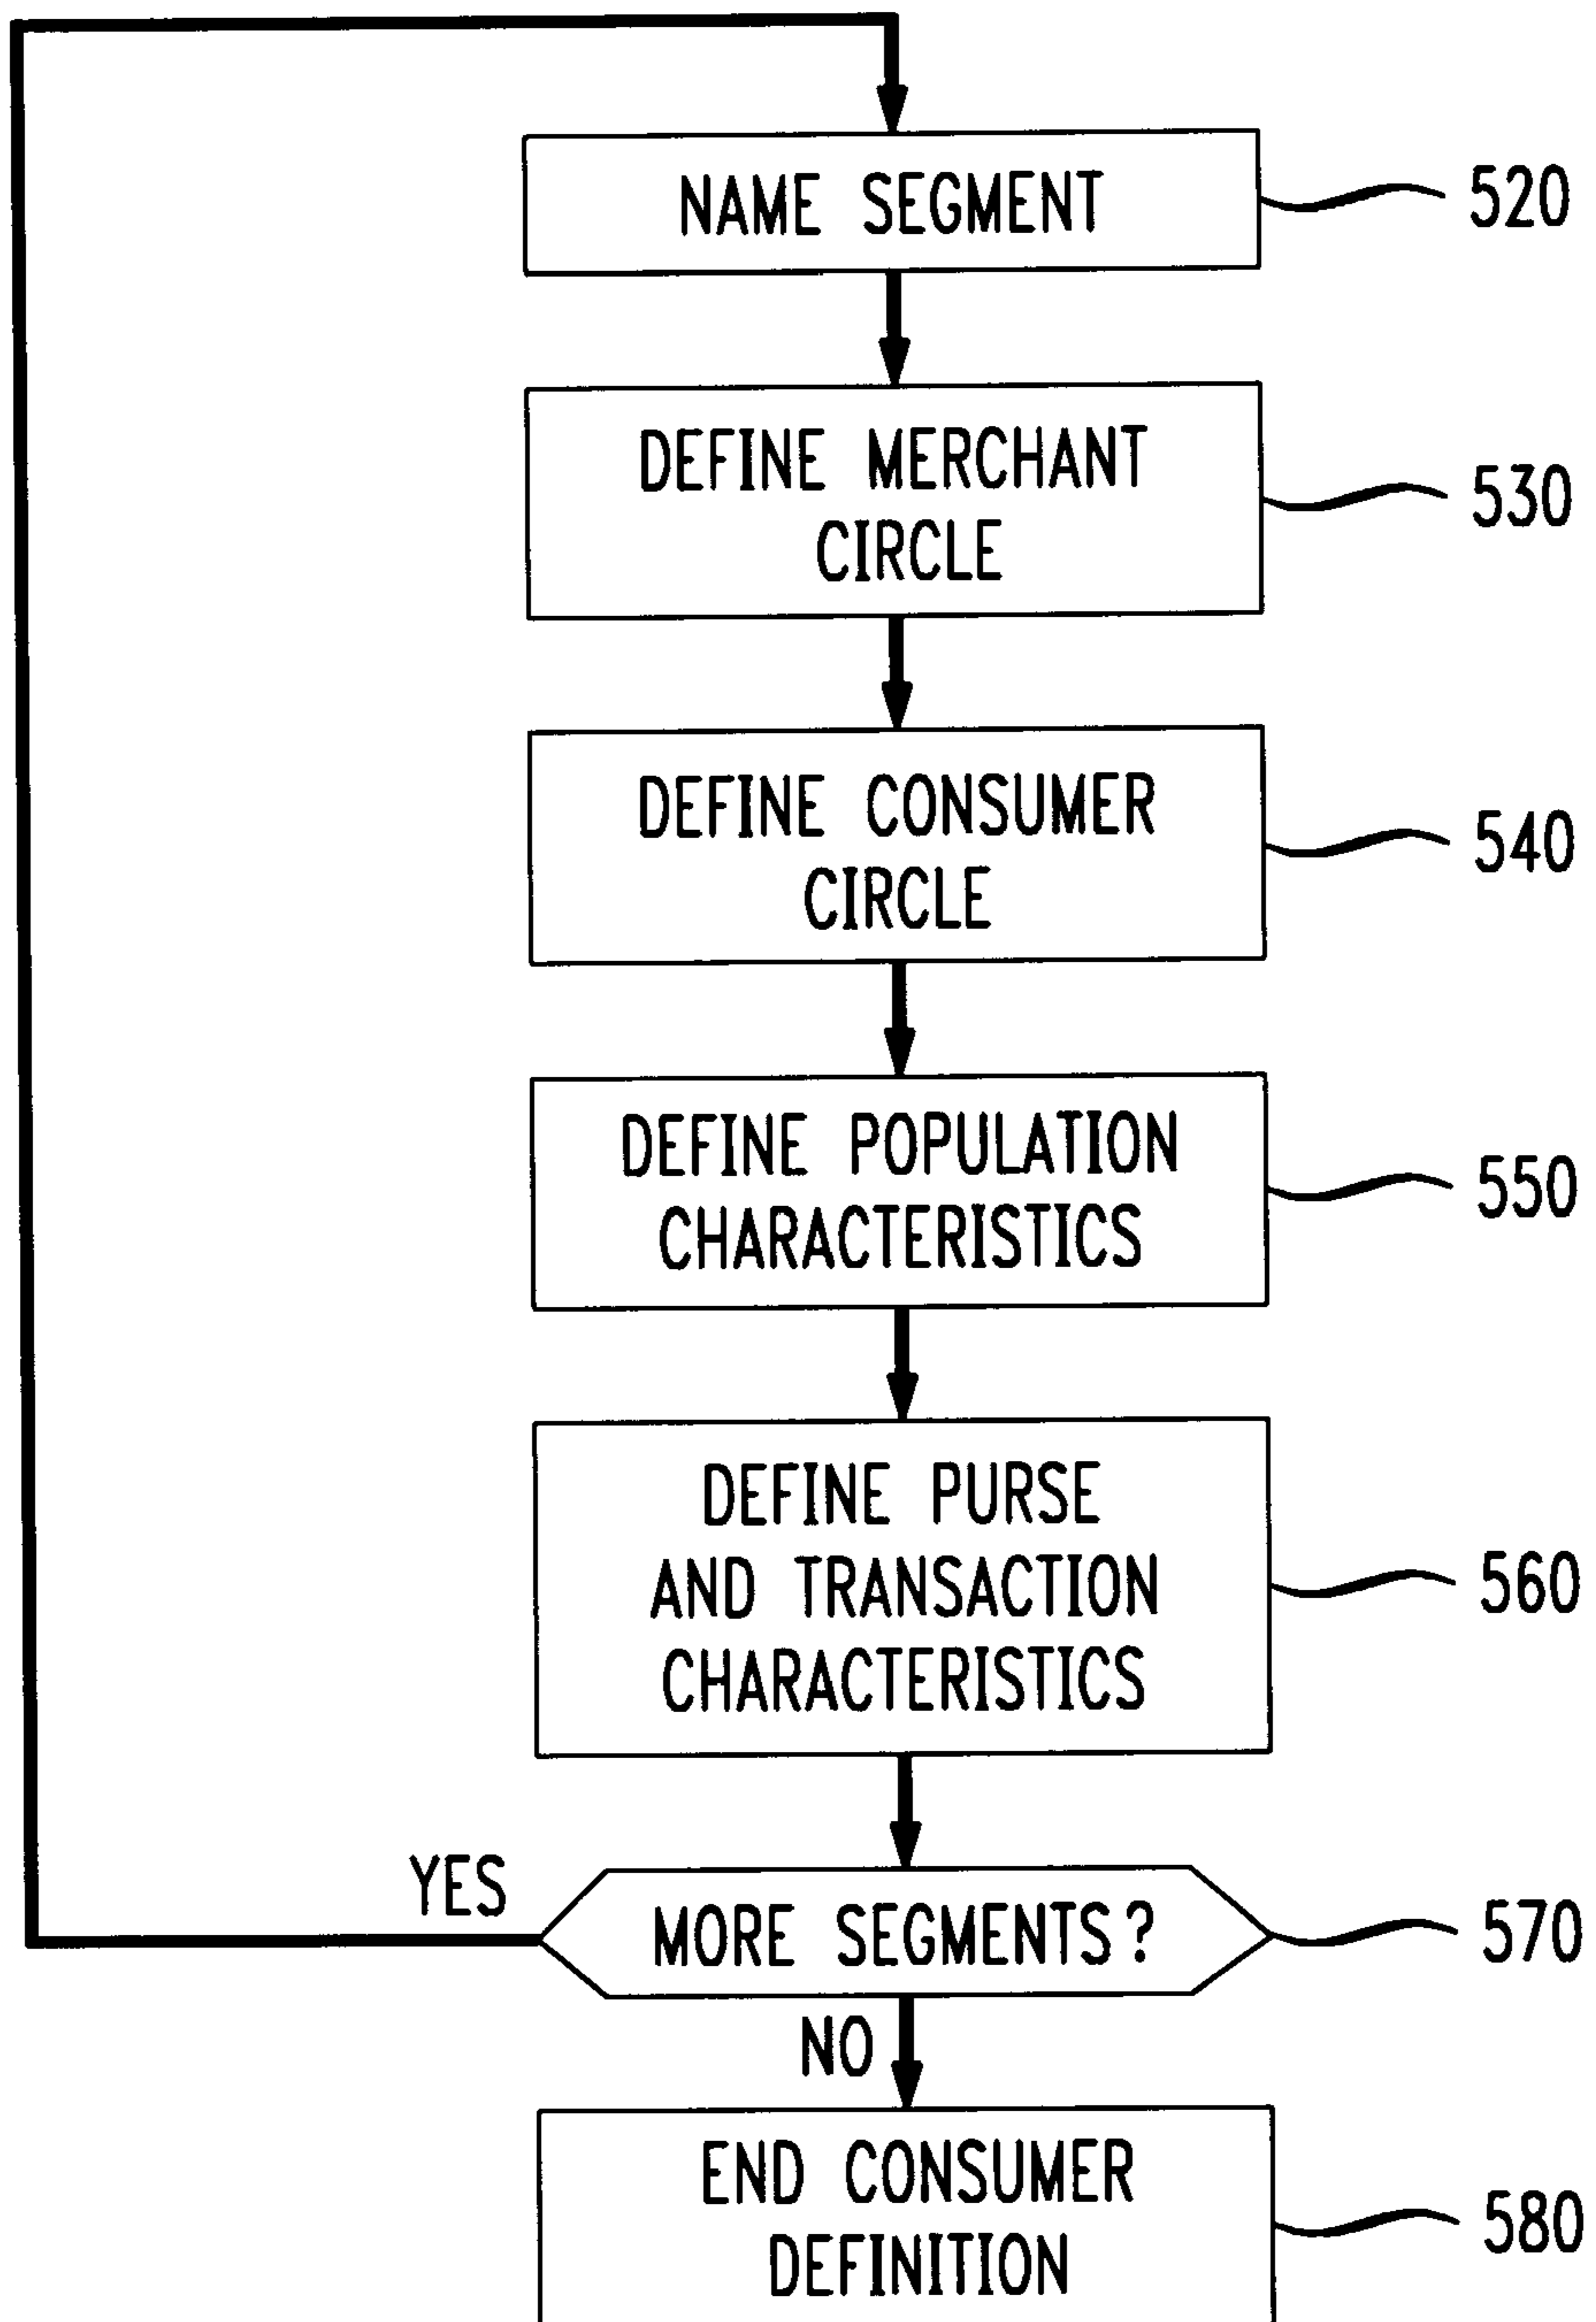 NAME SEGMENT
520
DEFINE MERCHANT
CIRCLE
530
DEFINE CONSUMER
CIRCLE
540
DEFINE POPULATION
CHARACTERISTICS
550
DEFINE PURSE
AND TRANSACTION
CHARACTERISTICS
560
YES
MORE SEGMENTS?
570
NO
END CONSUMER
DEFINITION
580